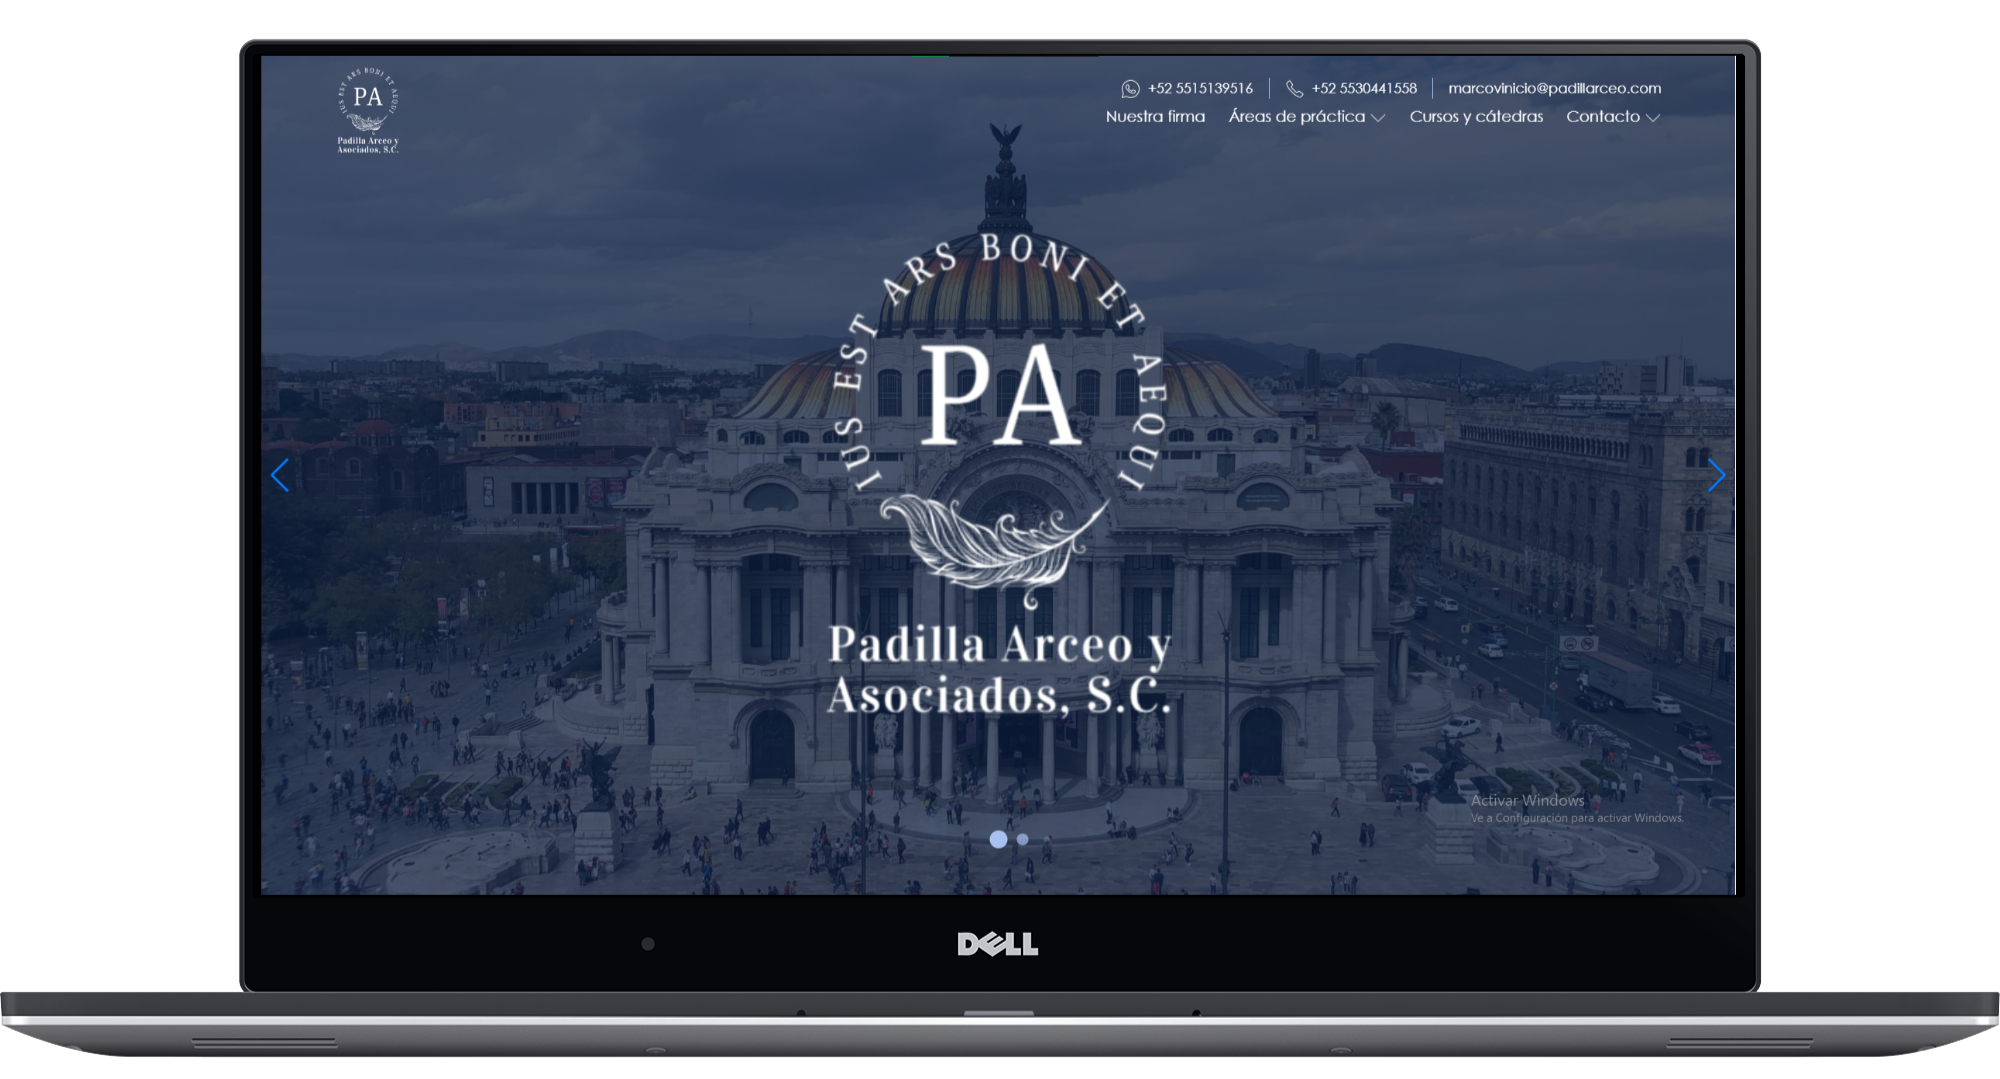 IUS EST ARS BONI ET AEQUI
PA
Padilla Arceo y
Asociados, S.C.
+52 5515139516
+52 5530441558
marcovinicio@padillarceo.com
Nuestra firma
Áreas de práctica
Cursos y cátedras
Contacto
IUS EST ARS BONI ET AEQUI
PA
Padilla Arceo y
Asociados, S.C.
Activar Windows
Ve a Configuración para activar Windows.
DELL